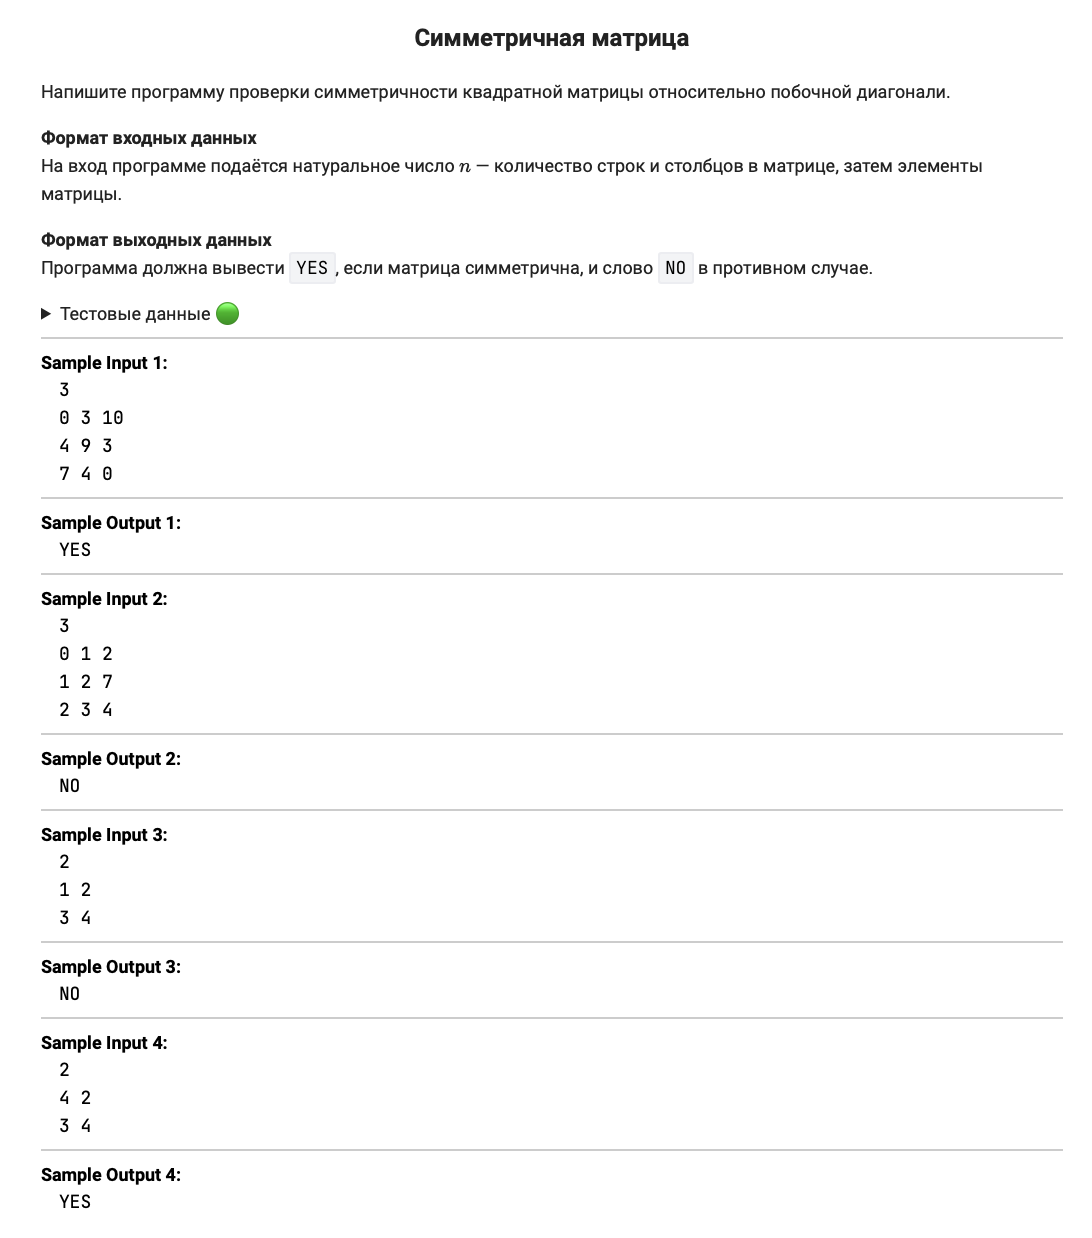 Симметричная матрица
Напишите программу проверки симметричности квадратной матрицы относительно побочной диагонали.
Формат входных данных
На вход программе подаётся натуральное число n — количество строк и столбцов в матрице, затем элементы
матрицы.
Формат выходных данных
Программа должна вывести YES , если матрица симметрична, и слово NO в противном случае.
Тестовые данные
Sample Input 1:
3
0 3 10
4 9 3
7 4 0
Sample Output 1:
YES
Sample Input 2:
3
0 1 2
1 2 7
2 3 4
Sample Output 2:
NO
Sample Input 3:
2
1 2
3 4
Sample Output 3:
NO
Sample Input 4:
2
4 2
3 4
Sample Output 4:
YES